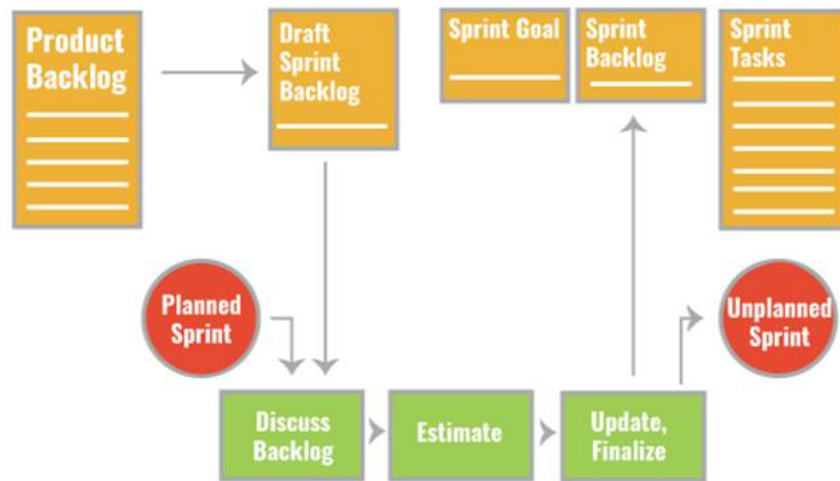 Product
Backlog
Draft
Sprint
Backlog
Sprint Goal
Sprint
Backlog
Sprint
Tasks
Planned
Sprint
Unplanned
Sprint
Discuss
Backlog
Estimate
Update,
Finalize